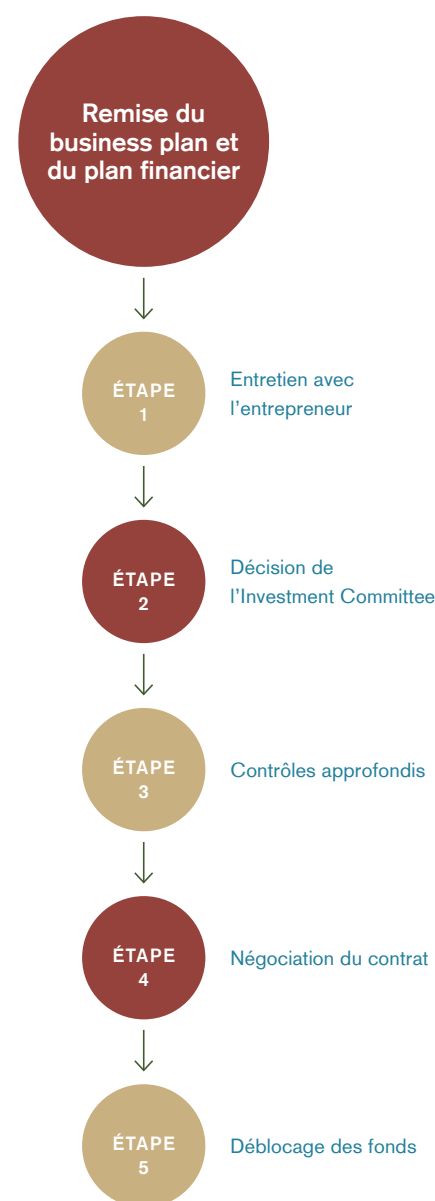 Remise du
business plan et
du plan financier
ÉTAPE
1
Entretien avec
l'entrepreneur
ÉTAPE
2
Décision de
l'Investment Committee
ÉTAPE
3
Contrôles approfondis
ÉTAPE
4
Négociation du contrat
ÉTAPE
5
Déblocage des fonds